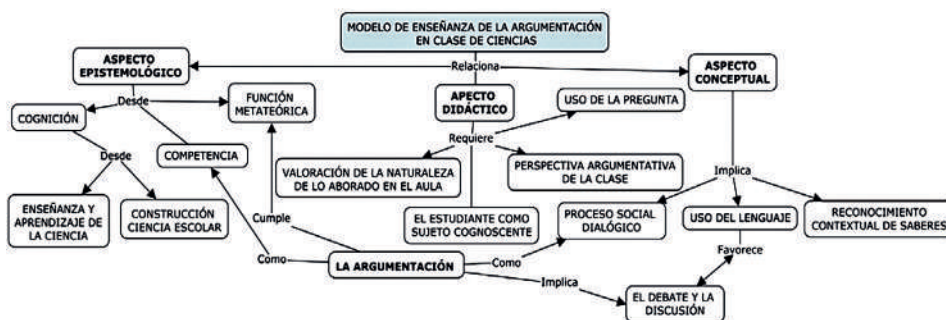 MODELO DE ENSEÑANZA DE LA ARGUMENTACIÓN
EN CLASE DE CIENCIAS
ASPECTO
EPISTEMOLÓGICO
Relaciona
ASPECTO
CONCEPTUAL
Desde
FUNCIÓN
METATEÓRICA
APECTO
DIDÁCTICO
USO DE LA PREGUNTA
COGNICIÓN
Requiere
Desde
COMPETENCIA
VALORACIÓN DE LA NATURALEZA
DE LO ABORADO EN EL AULA
PERSPECTIVA ARGUMENTATIVA
DE LA CLASE
Implica
ENSEÑANZA Y
APRENDIZAJE DE
LA CIENCIA
CONSTRUCCIÓN
CIENCIA ESCOLAR
Cumple
EL ESTUDIANTE COMO
SUJETO COGNOSCENTE
PROCESO SOCIAL
DIALÓGICO
USO DEL LENGUAJE
RECONOCIMIENTO
CONTEXTUAL DE SABERES
Como
LA ARGUMENTACIÓN
Como
Favorece
Implica
EL DEBATE Y LA
DISCUSIÓN